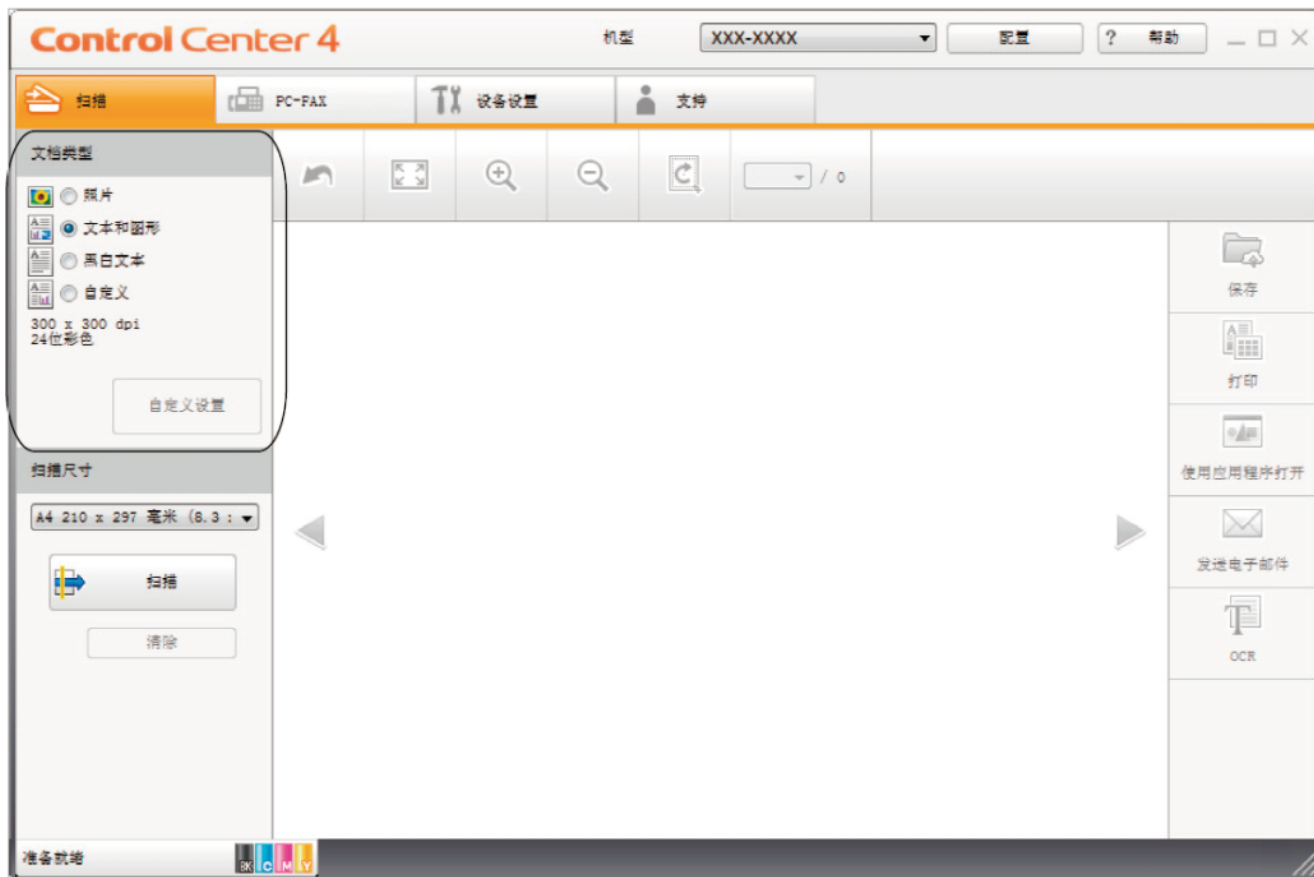 Control Center 4
机型
XXX-XXXX
配置
? 帮助
扫描
PC-FAX
设备设置
支持
文档类型
照片
文本和图形
黑白文本
自定义
300 x 300 dpi
24位彩色
自定义设置
/ 0
扫描尺寸
A4 210 x 297 毫米 (8.3 :
扫描
清除
保存
打印
使用应用程序打开
发送电子邮件
OCR
准备就绪
BK C M Y